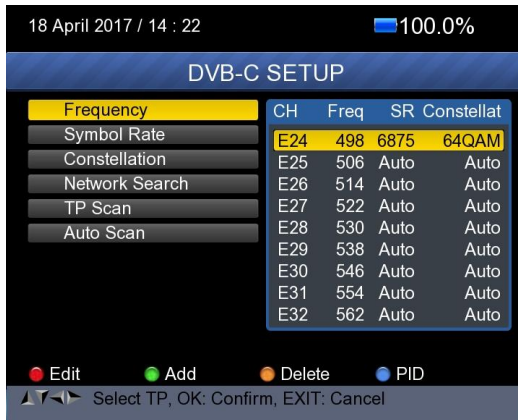 18 April 2017 / 14 : 22
100.0%
DVB-C SETUP
Frequency
Symbol Rate
Constellation
Network Search
TP Scan
Auto Scan
CH Freq SR Constellat
E24 498 6875 64QAM
E25 506 Auto Auto
E26 514 Auto Auto
E27 522 Auto Auto
E28 530 Auto Auto
E29 538 Auto Auto
E30 546 Auto Auto
E31 554 Auto Auto
E32 562 Auto Auto
Edit Add Delete PID
Select TP, OK: Confirm, EXIT: Cancel